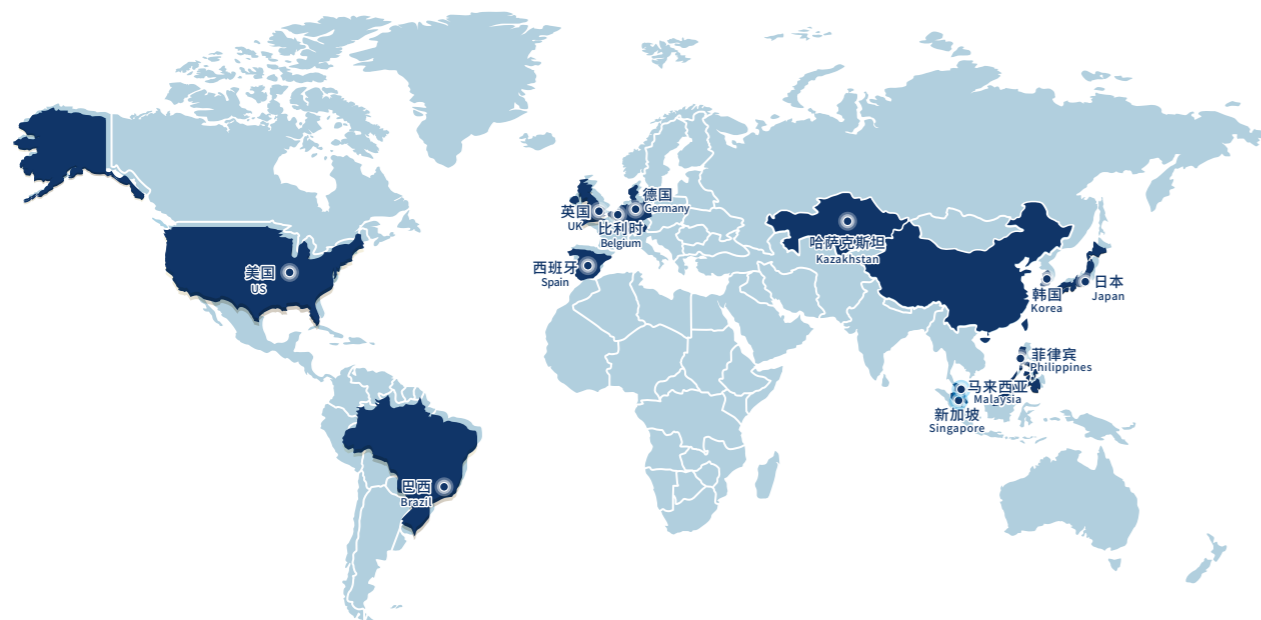 德国
Germany
英国
UK
比利时
Belgium
哈萨克斯坦
Kazakhstan
西班牙
Spain
美国
US
日本
Japan
韩国
Korea
菲律宾
Philippines
马来西亚
Malaysia
新加坡
Singapore
巴西
Brazil